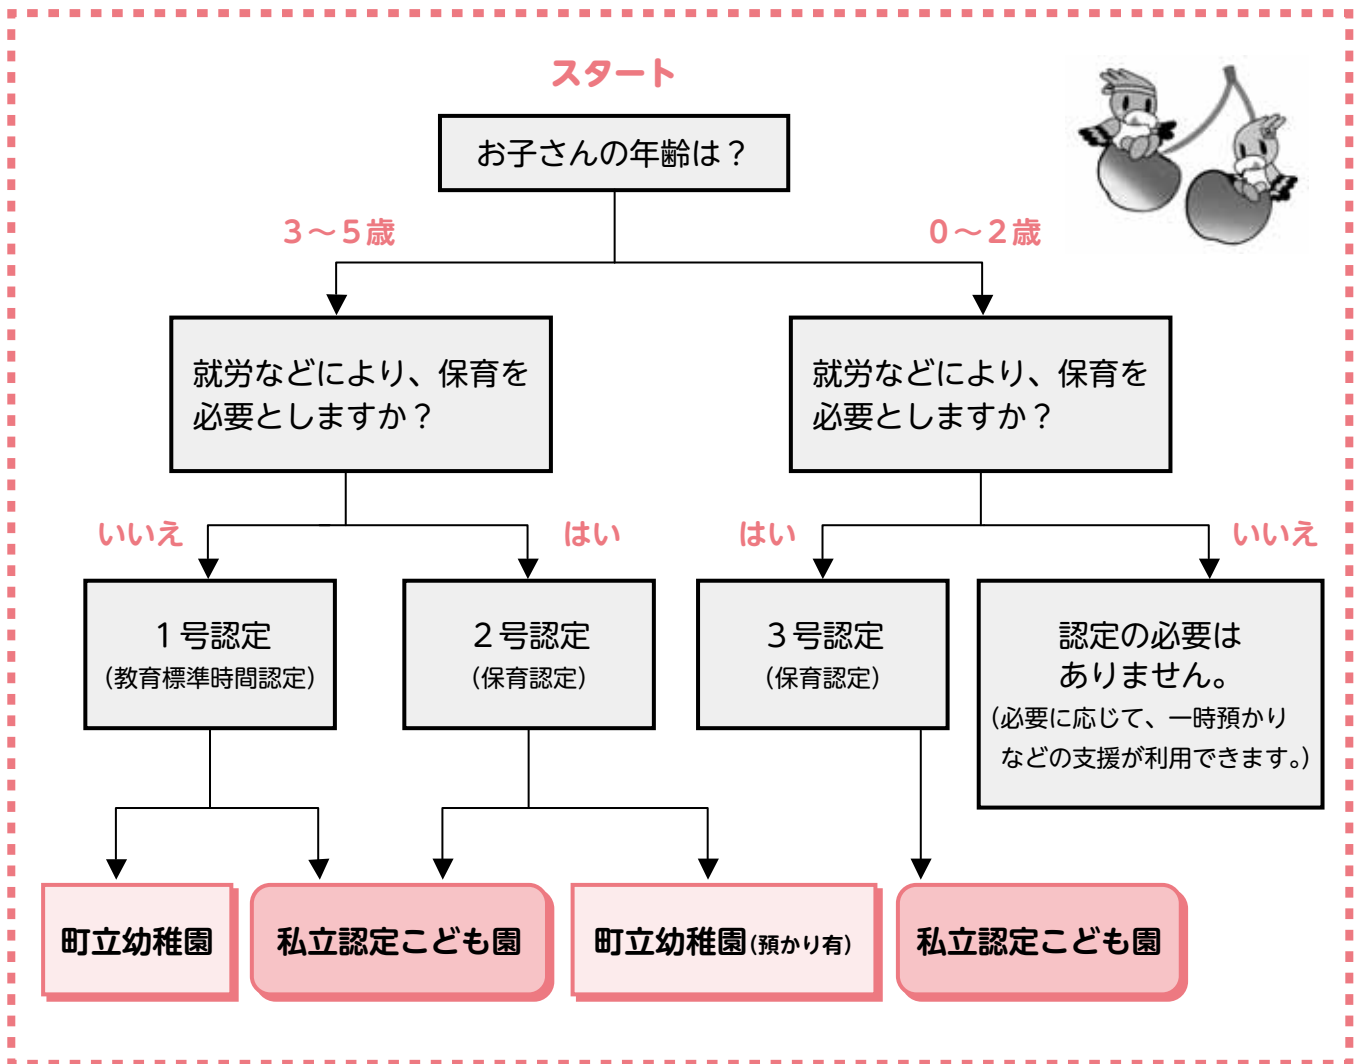 スタート
お子さんの年齢は？
3～5歳
0～2歳
就労などにより、保育を
必要としますか？
就労などにより、保育を
必要としますか？
いいえ
はい
はい
いいえ
1号認定
(教育標準時間認定)
2号認定
(保育認定)
3号認定
(保育認定)
認定の必要は
ありません。
(必要に応じて、一時預かり
などの支援が利用できます。)
町立幼稚園
私立認定こども園
町立幼稚園(預かり有)
私立認定こども園